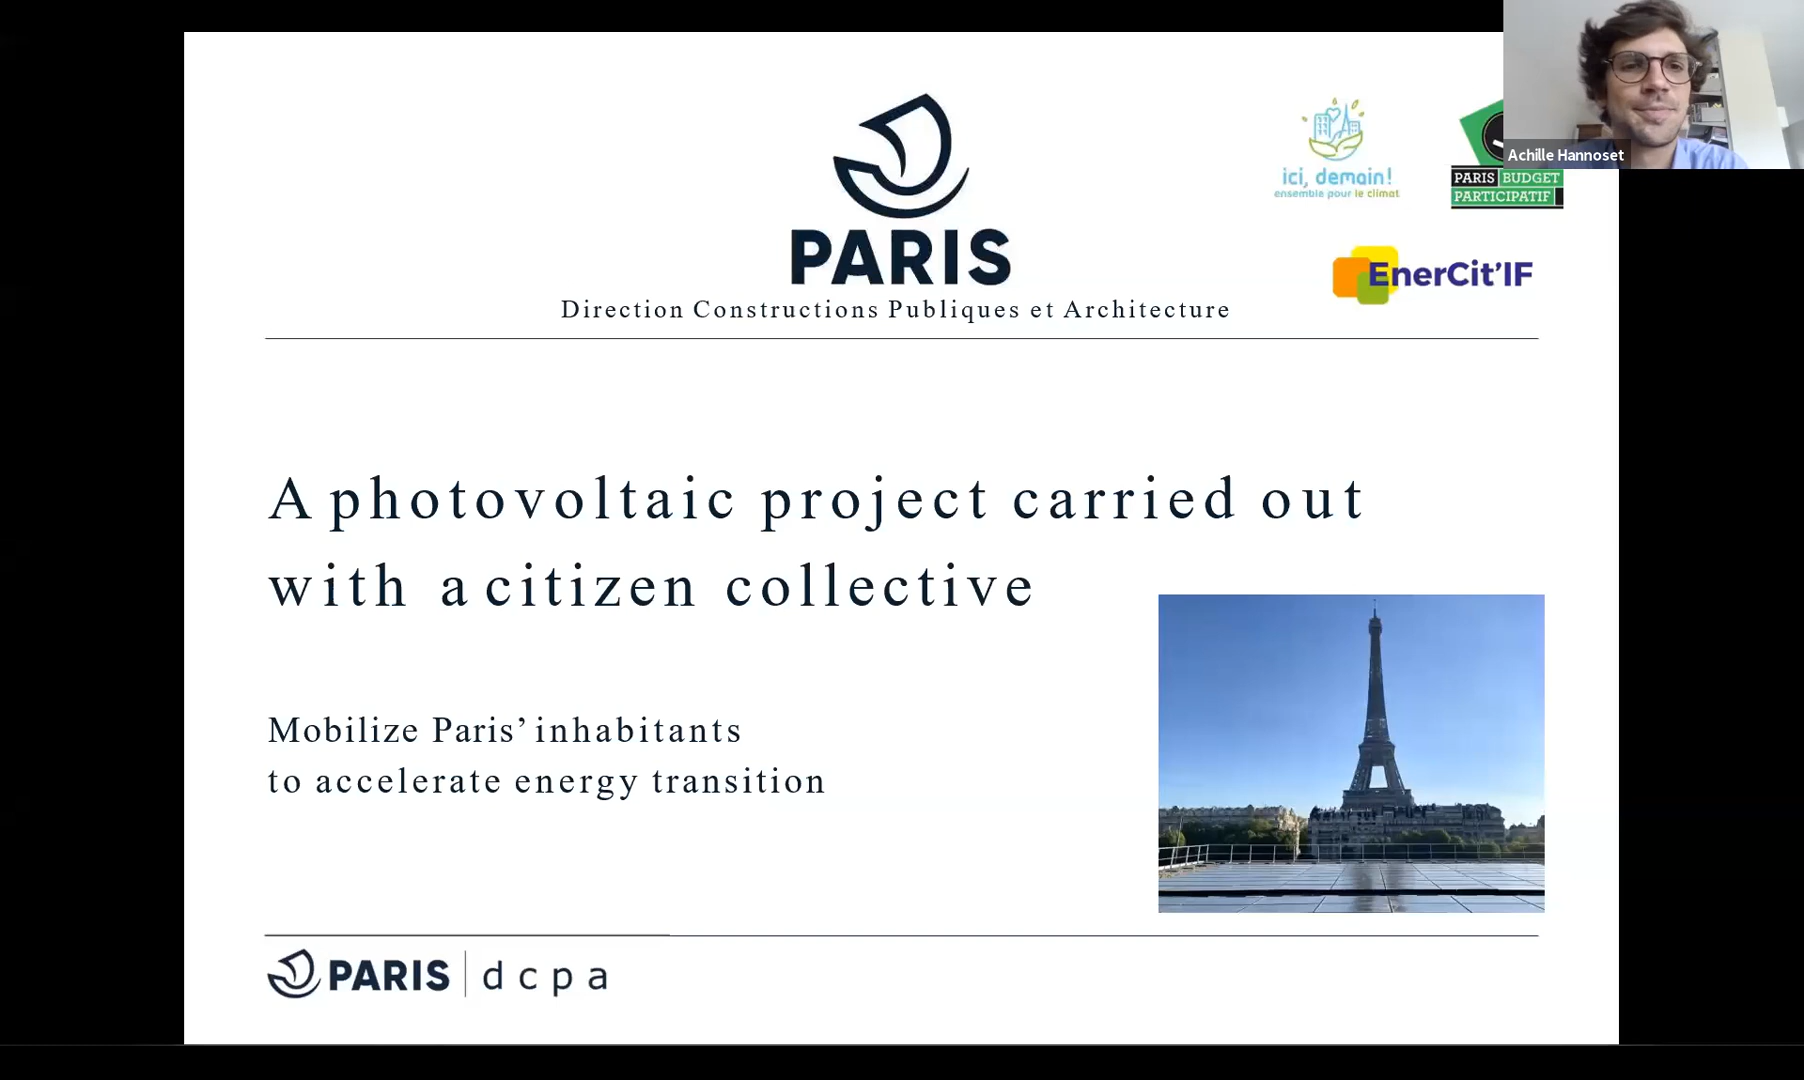 Achille Hannoset
ici, demain!
ensemble pour le climat
PARIS BUDGET
PARTICIPATIF
EnerCit'IF
PARIS
Direction Constructions Publiques et Architecture
A photovoltaic project carried out
with a citizen collective
Mobilize Paris’ inhabitants
to accelerate energy transition
PARIS | dcpa